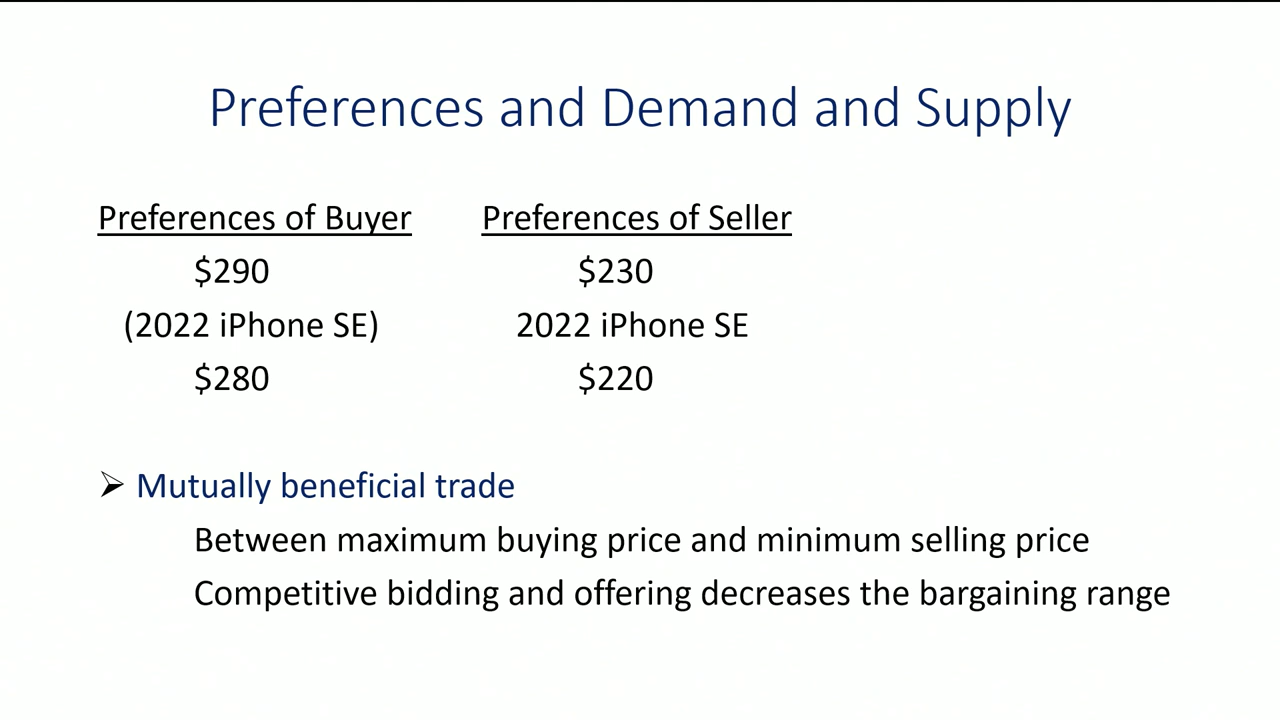 Preferences and Demand and Supply
Preferences of Buyer Preferences of Seller
$290 $230
(2022 iPhone SE) 2022 iPhone SE
$280 $220
➢ Mutually beneficial trade
Between maximum buying price and minimum selling price
Competitive bidding and offering decreases the bargaining range